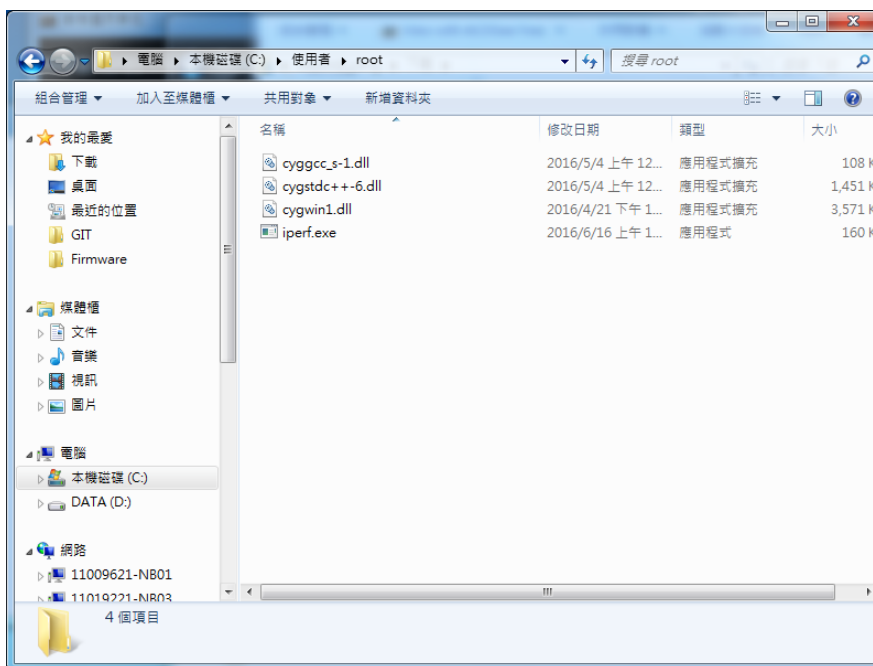 電腦 本機磁碟 (C:) 使用者 root 搜尋 root
組合管理 加入至媒體櫃 共用對象 新增資料夾
我的最愛
下載
桌面
最近的位置
GIT
Firmware
媒體櫃
文件
音樂
視訊
圖片
電腦
本機磁碟 (C:)
DATA (D:)
網路
11009621-NB01
11019221-NB03
名稱 修改日期 類型 大小
cyggcc_s-1.dll 2016/5/4 上午 12... 應用程式擴充 108 K
cygstdc++-6.dll 2016/5/4 上午 12... 應用程式擴充 1,451 K
cygwin1.dll 2016/4/21 下午 1... 應用程式擴充 3,571 K
iperf.exe 2016/6/16 上午 1... 應用程式 160 K
4 個項目